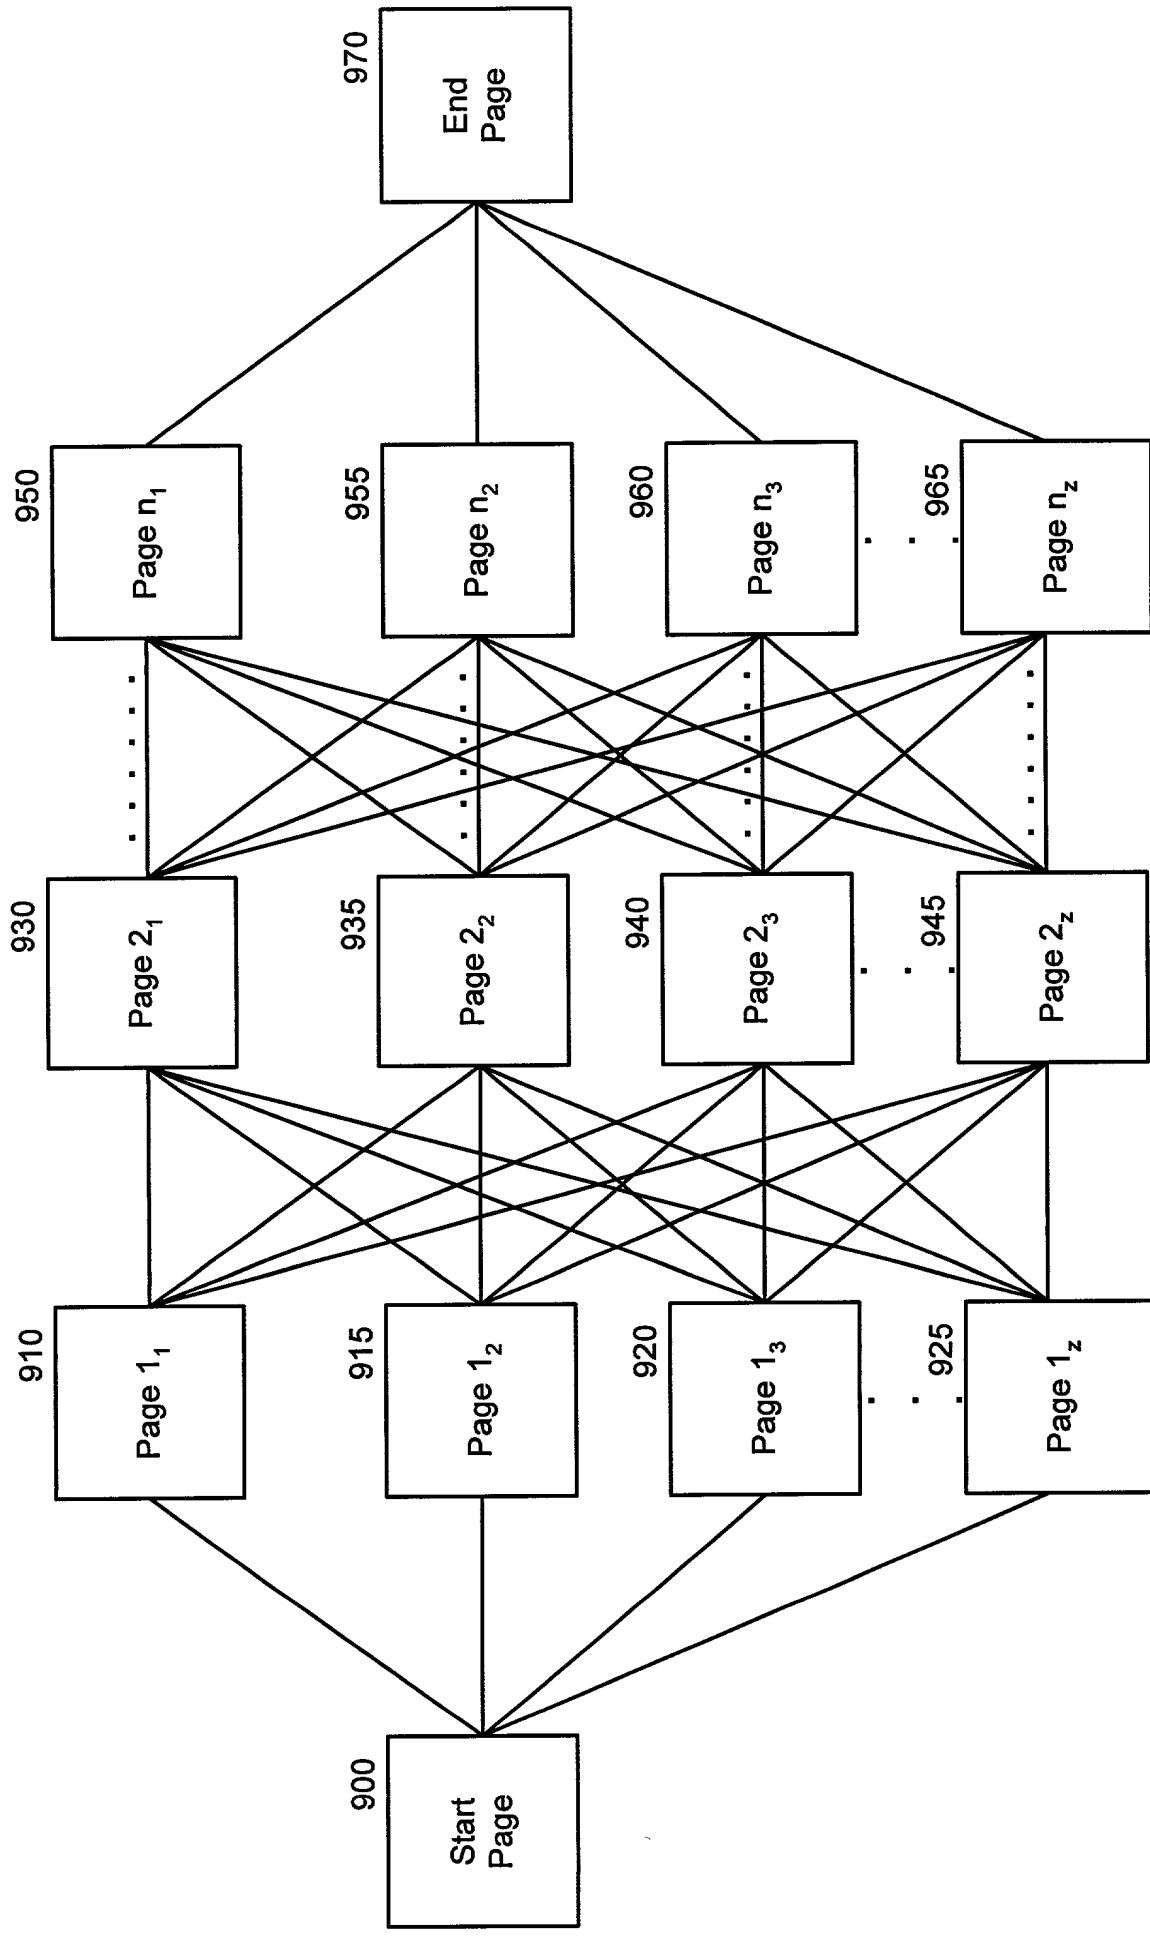 900
Start
Page
910
Page 1₁
915
Page 1₂
920
Page 1₃
925
Page 1z
930
Page 2₁
935
Page 2₂
940
Page 2₃
945
Page 2z
950
Page n₁
955
Page n₂
960
Page n₃
965
Page nz
970
End
Page